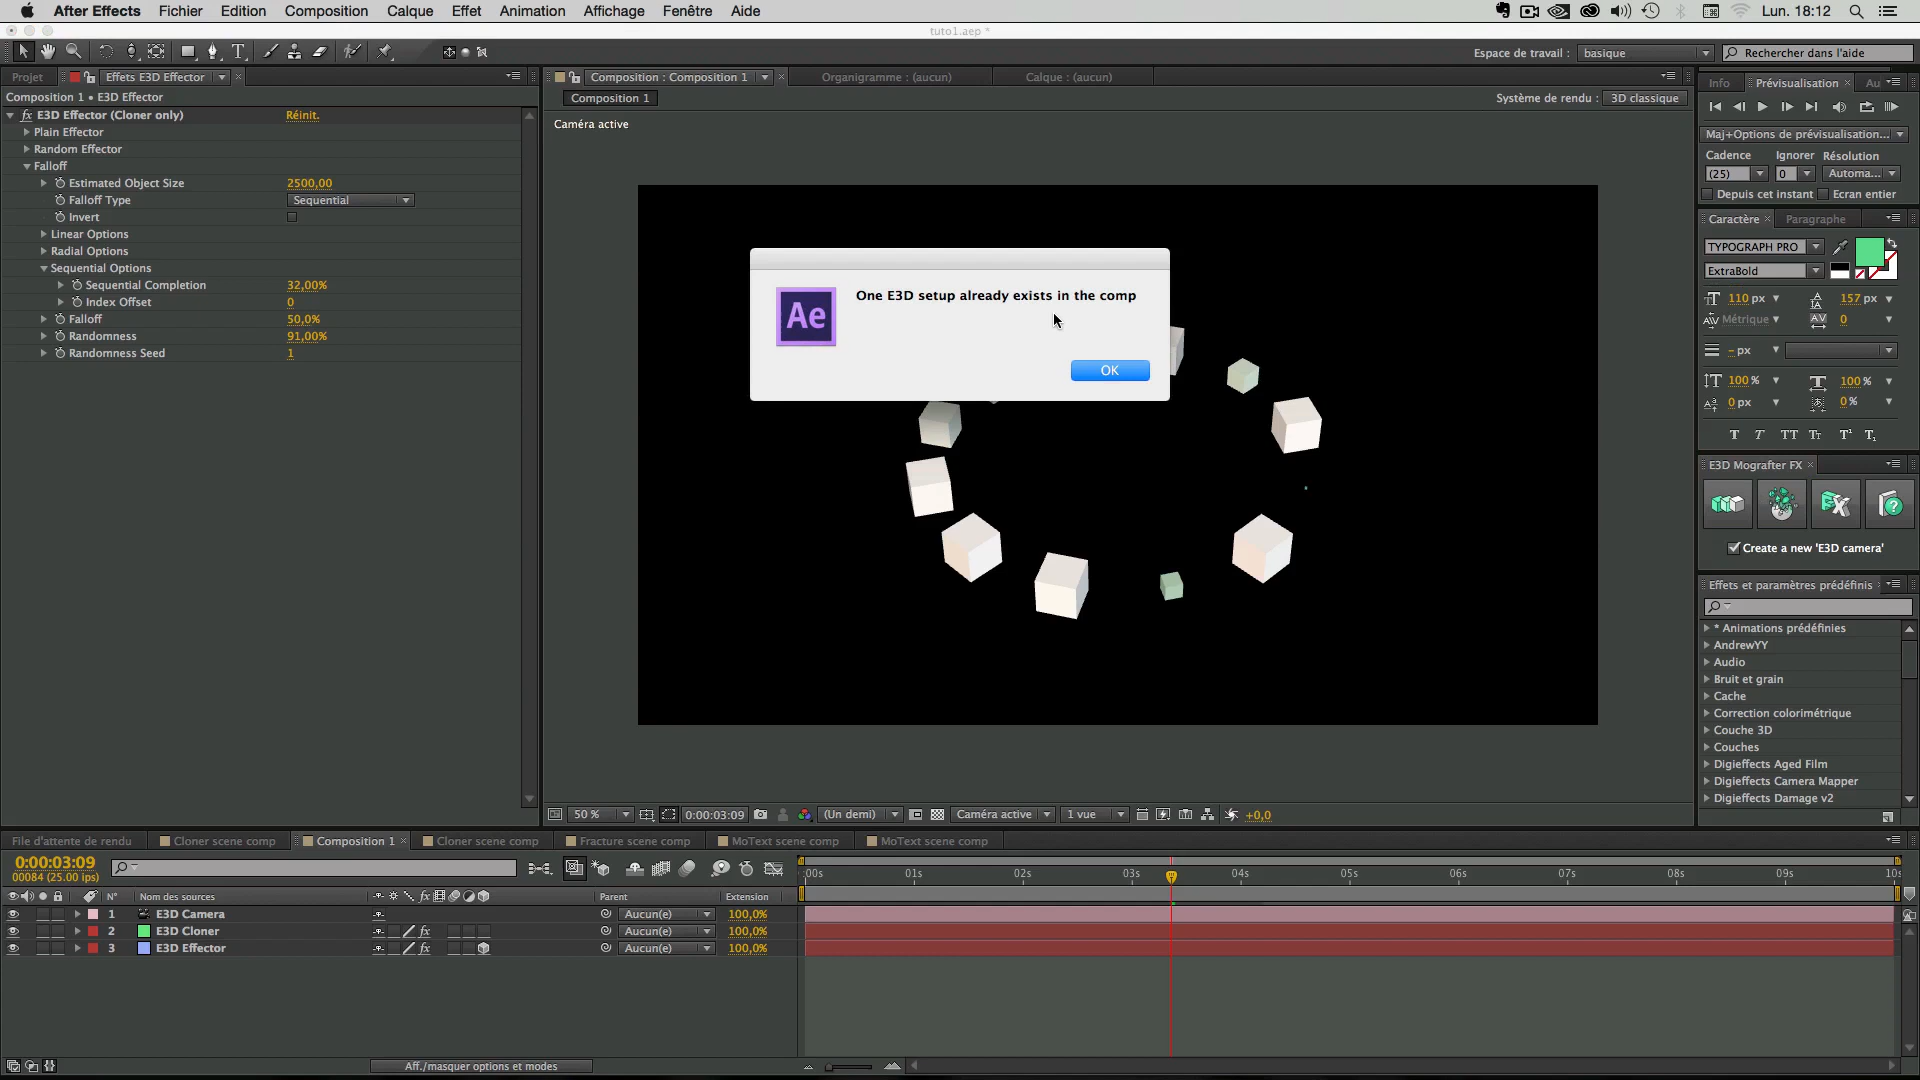 After Effects Fichier Edition Composition Calque Effet Animation Affichage Fenêtre Aide Lun. 18:12
tuto1.aep *
Espace de travail : basique Rechercher dans l'aide
Projet Effets E3D Effector
Composition 1 • E3D Effector
fx E3D Effector (Cloner only) Réinit.
Plain Effector
Random Effector
Falloff
Estimated Object Size 2500,00
Falloff Type Sequential
Invert
Linear Options
Radial Options
Sequential Options
Sequential Completion 32,00%
Index Offset 0
Falloff 50,0%
Randomness 91,00%
Randomness Seed 1
Composition : Composition 1 Organigramme : (aucun) Calque : (aucun)
Composition 1 Système de rendu : 3D classique
Caméra active
Ae
One E3D setup already exists in the comp
OK
50 % 0:00:03:09 (Un demi) Caméra active 1 vue +0,0
Info Prévisualisation Au
Maj+Options de prévisualisation...
Cadence Ignorer Résolution
(25) 0 Automa...
Depuis cet instant Ecran entier
Caractère Paragraphe
TYPOGRAPH PRO
ExtraBold
110 px 157 px
Métrique 0
- px
100 % 100 %
0 px 0 %
T T TT Tt T¹ T₁
E3D Mografter FX
Create a new 'E3D camera'
Effets et paramètres prédéfinis
* Animations prédéfinies
AndrewYY
Audio
Bruit et grain
Cache
Correction colorimétrique
Couche 3D
Couches
Digieffects Aged Film
Digieffects Camera Mapper
Digieffects Damage v2
File d'attente de rendu Cloner scene comp Composition 1 Cloner scene comp Fracture scene comp MoText scene comp MoText scene comp
0:00:03:09
00084 (25.00 ips)
:00s 01s 02s 03s 04s 05s 06s 07s 08s 09s 10s
N° Nom des sources fx Parent Extension
1 E3D Camera Aucun(e) 100,0%
2 E3D Cloner fx Aucun(e) 100,0%
3 E3D Effector fx Aucun(e) 100,0%
Aff./masquer options et modes